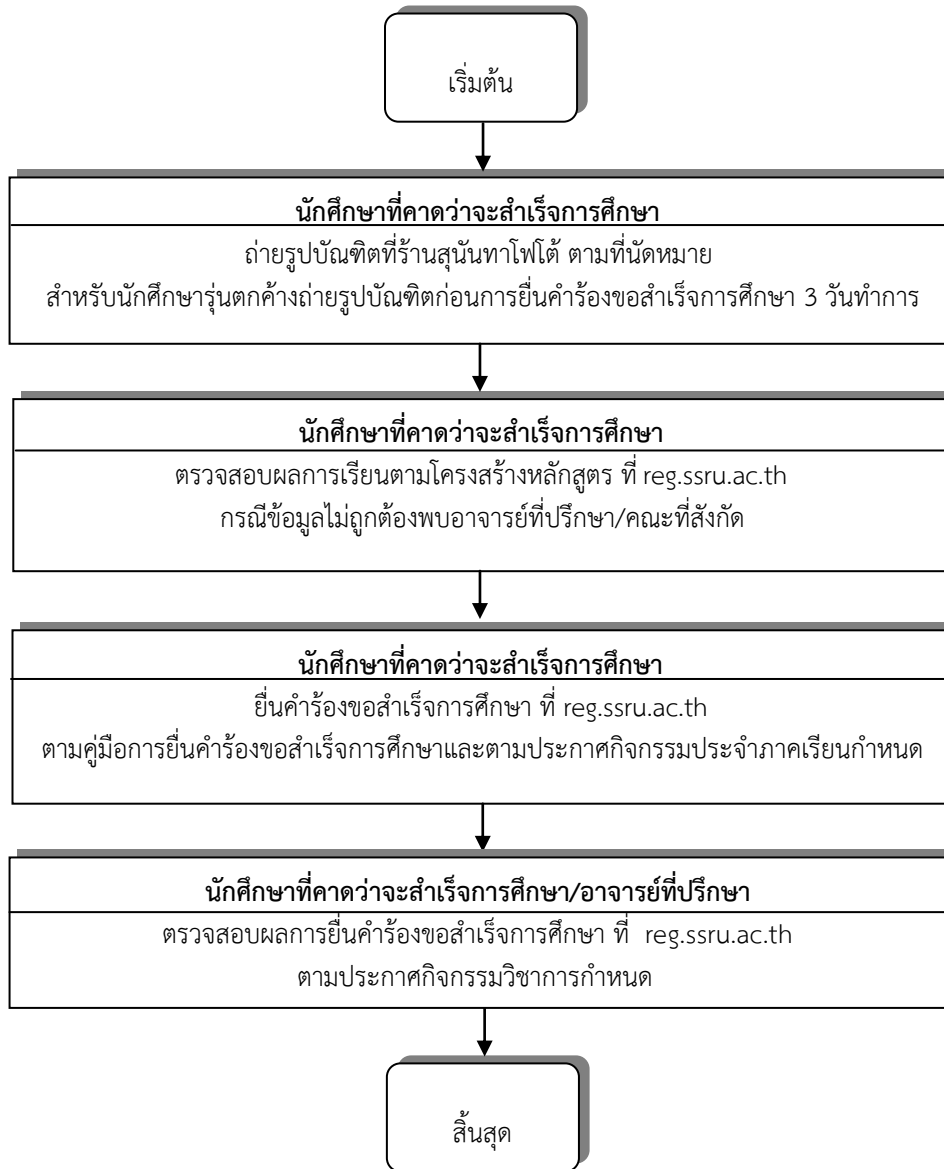 เริ่มต้น
นักศึกษาที่คาดว่าจะสำเร็จการศึกษา
ถ่ายรูปบัณฑิตที่ร้านสุนันทาโฟโต้ ตามที่นัดหมาย
สำหรับนักศึกษารุ่นตกค้างถ่ายรูปบัณฑิตก่อนการยื่นคำร้องขอสำเร็จการศึกษา 3 วันทำการ
นักศึกษาที่คาดว่าจะสำเร็จการศึกษา
ตรวจสอบผลการเรียนตามโครงสร้างหลักสูตร ที่ reg.ssru.ac.th
กรณีข้อมูลไม่ถูกต้องพบอาจารย์ที่ปรึกษา/คณะที่สังกัด
นักศึกษาที่คาดว่าจะสำเร็จการศึกษา
ยื่นคำร้องขอสำเร็จการศึกษา ที่ reg.ssru.ac.th
ตามคู่มือการยื่นคำร้องขอสำเร็จการศึกษาและตามประกาศกิจกรรมประจำภาคเรียนกำหนด
นักศึกษาที่คาดว่าจะสำเร็จการศึกษา/อาจารย์ที่ปรึกษา
ตรวจสอบผลการยื่นคำร้องขอสำเร็จการศึกษา ที่ reg.ssru.ac.th
ตามประกาศกิจกรรมวิชาการกำหนด
สิ้นสุด